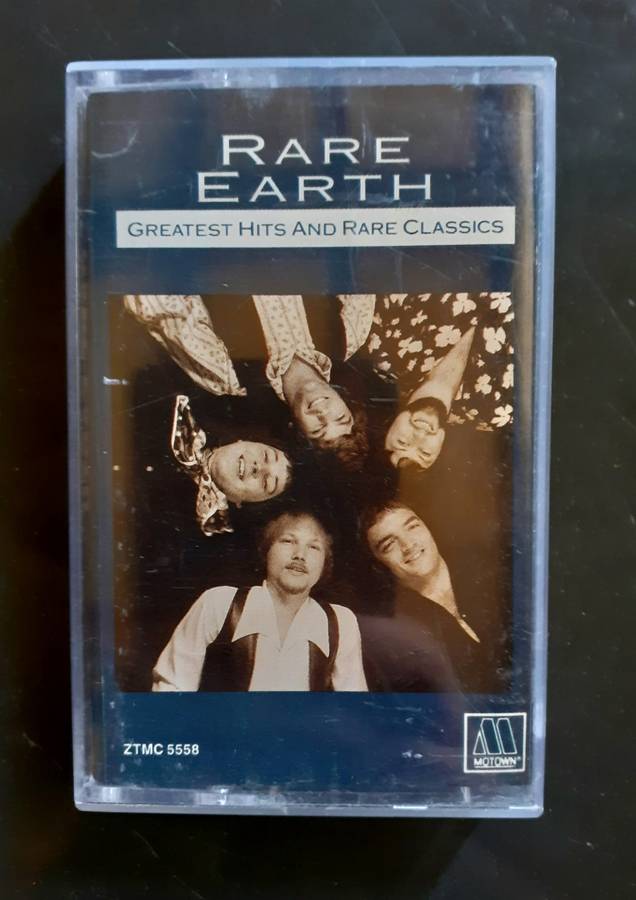 RARE
EARTH
GREATEST HITS AND RARE CLASSICS
ZTMC 5558
MOTOWN®